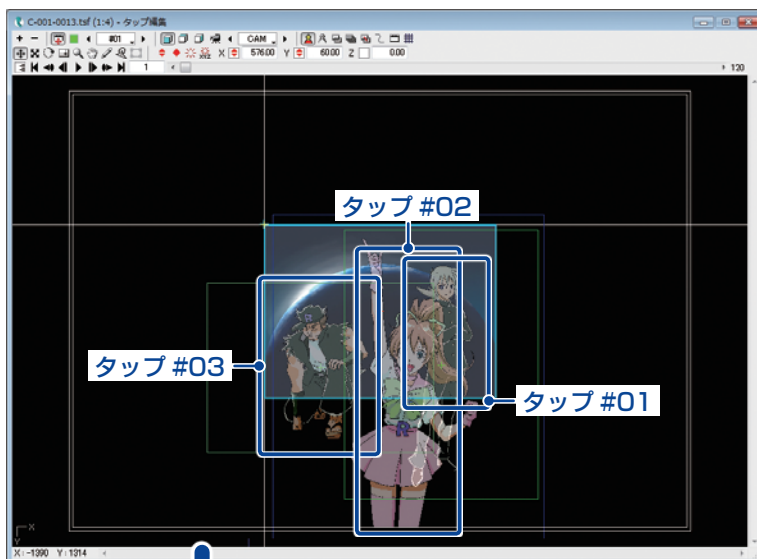 C-001-0013.tsf (1:4) - タップ編集
#01 CAM
X 576.00 Y 60.00 Z 0.00
1 120
タップ #02
タップ #03
タップ #01
X
Y
X : -1390 Y : 1314